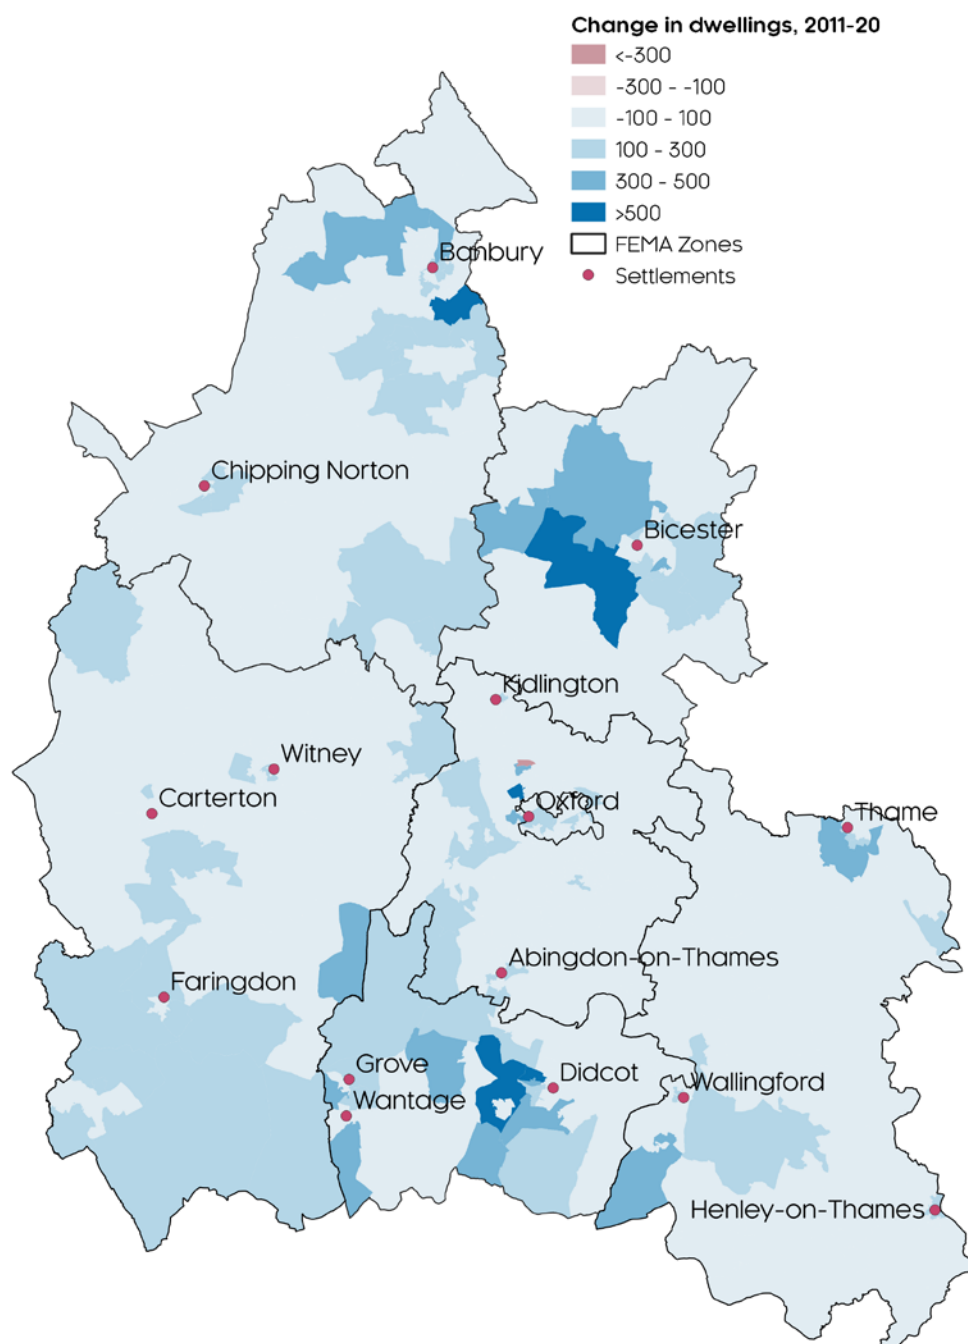 Change in dwellings, 2011-20
<-300
-300 - -100
-100 - 100
100 - 300
300 - 500
>500
FEMA Zones
Settlements
Banbury
Chipping Norton
Bicester
Kidlington
Witney
Carterton
Oxford
Thame
Abingdon-on-Thames
Faringdon
Grove
Didcot
Wantage
Wallingford
Henley-on-Thames